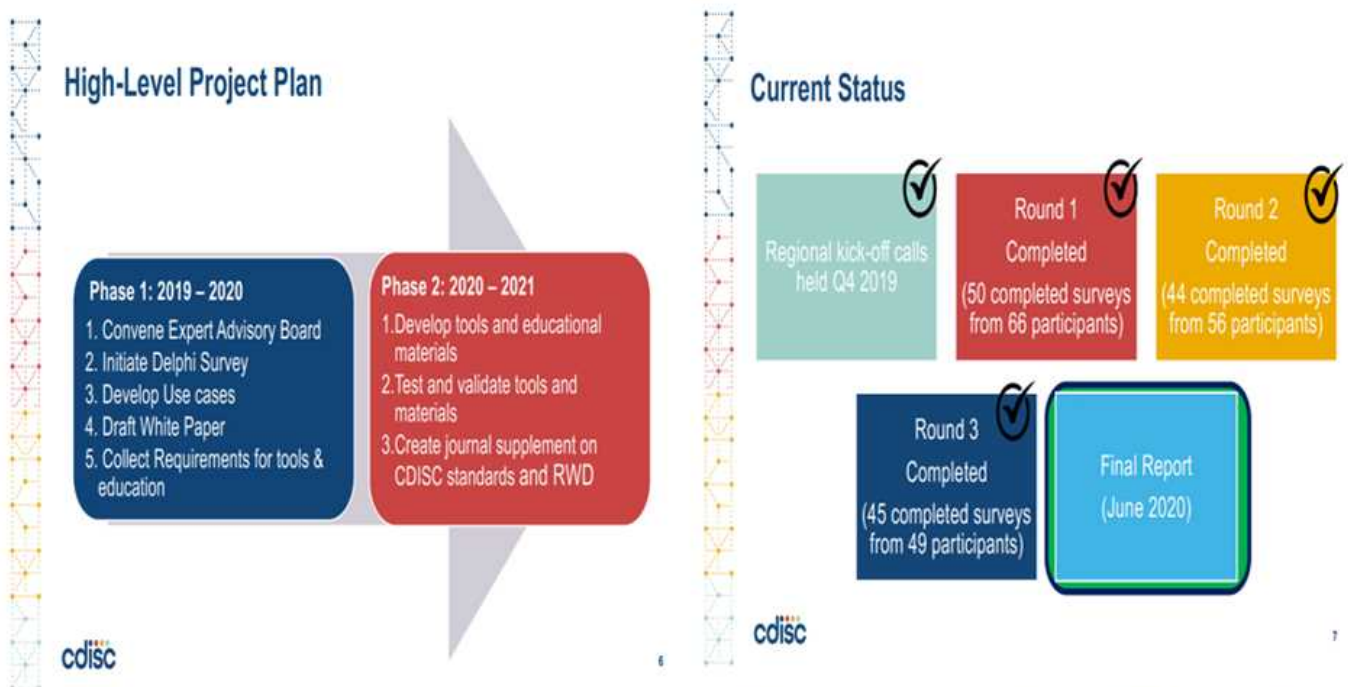 High-Level Project Plan
Phase 1: 2019 – 2020
1. Convene Expert Advisory Board
2. Initiate Delphi Survey
3. Develop Use cases
4. Draft White Paper
5. Collect Requirements for tools &
education
Phase 2: 2020 – 2021
1.Develop tools and educational
materials
2.Test and validate tools and
materials
3.Create journal supplement on
CDISC standards and RWD
cdisc
6
Current Status
Regional kick-off calls
held Q4 2019
Round 1
Completed
(50 completed surveys
from 66 participants)
Round 2
Completed
(44 completed surveys
from 56 participants)
Round 3
Completed
(45 completed surveys
from 49 participants)
Final Report
(June 2020)
cdisc
7